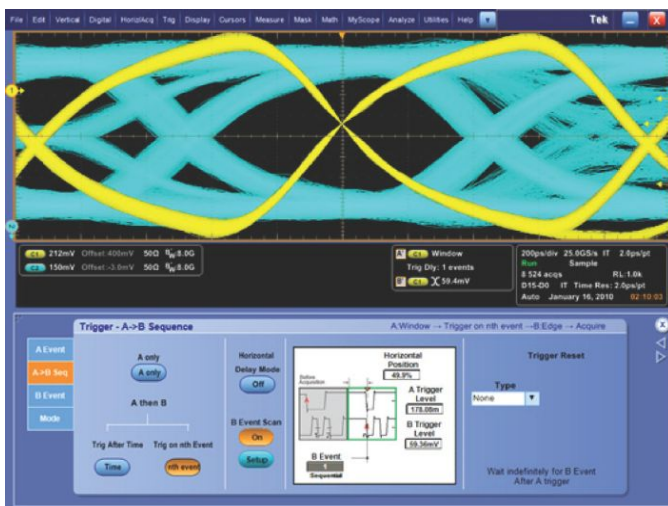 File Edit Vertical Digital Horiz/Acq Trig Display Cursors Measure Mask Math MyScope Analyze Utilities Help Tek X
1
C1 212mV Offset:400mV 50Ω BW:8.0G
C2 150mV Offset:-3.0mV 50Ω BW:8.0G
A' C1 Window
Trig Dly: 1 events
B' C1 59.4mV
200ps/div 25.0GS/s IT 2.0ps/pt
Run Sample
8 524 acqs RL:1.0k
D15-D0 IT Time Res: 2.0ps/pt
Auto January 16, 2010 02:10:03
Trigger - A->B Sequence
A:Window → Trigger on nth event →B:Edge → Acquire
A Event
A->B Seq
B Event
Mode
A only
A only
A then B
Trig After Time Trig on nth Event
Time nth event
Horizontal
Delay Mode
Off
B Event Scan
On
Setup
Before
Acquisition
Horizontal
Position
49.9%
A Trigger
Level
178.08m
B Trigger
Level
59.36mV
B Event
1
Sequential
Trigger Reset
Type
None
Wait indefinitely for B Event
After A trigger